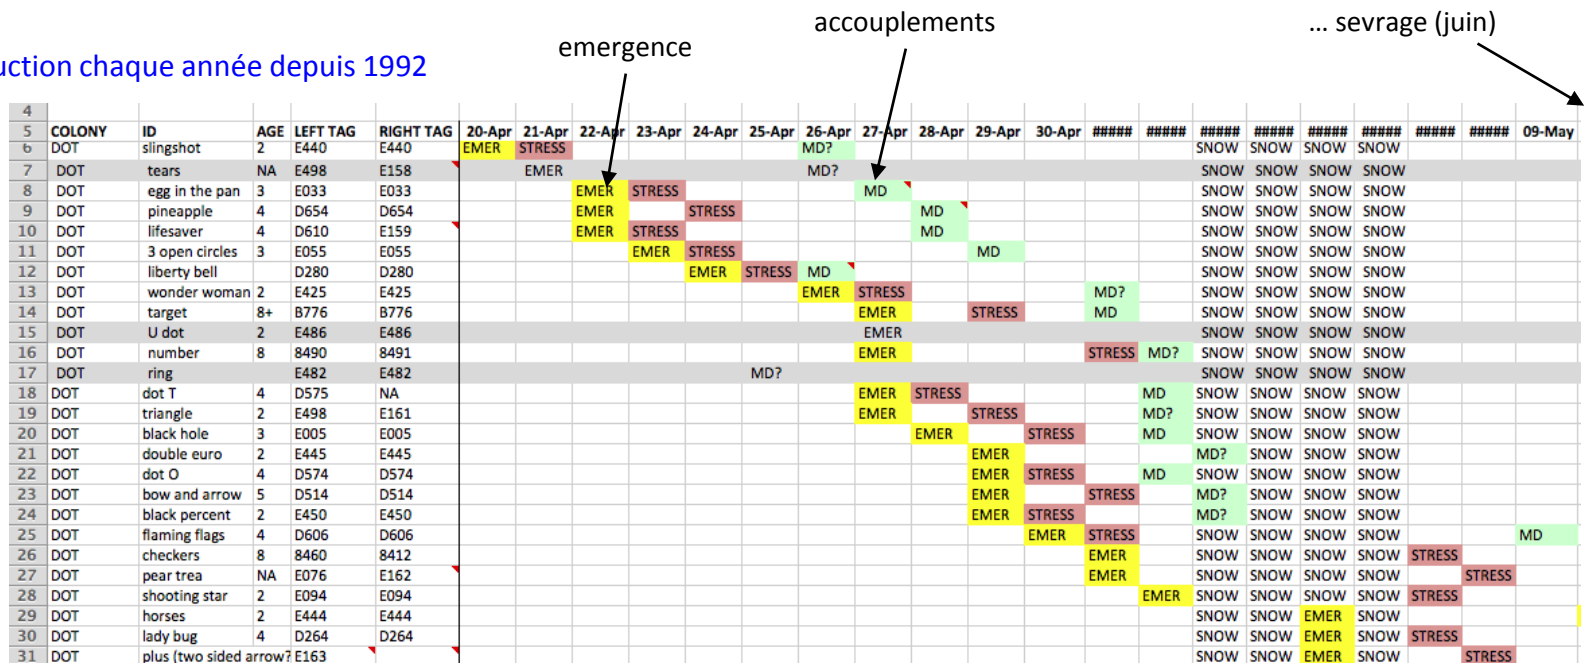 accouplements
... sevrage (juin)
emergence
uction chaque année depuis 1992
4
5 COLONY ID AGE LEFT TAG RIGHT TAG 20-Apr 21-Apr 22-Apr 23-Apr 24-Apr 25-Apr 26-Apr 27-Apr 28-Apr 29-Apr 30-Apr ##### ##### ##### ##### ##### ##### ##### ##### 09-May
6 DOT slingshot 2 E440 E440 EMER STRESS MD? SNOW SNOW SNOW SNOW
7 DOT tears NA E498 E158 EMER MD? SNOW SNOW SNOW SNOW
8 DOT egg in the pan 3 E033 E033 EMER STRESS MD SNOW SNOW SNOW SNOW
9 DOT pineapple 4 D654 D654 EMER STRESS MD SNOW SNOW SNOW SNOW
10 DOT lifesaver 4 D610 E159 EMER STRESS MD SNOW SNOW SNOW SNOW
11 DOT 3 open circles 3 E055 E055 EMER STRESS MD SNOW SNOW SNOW SNOW
12 DOT liberty bell D280 D280 EMER STRESS MD SNOW SNOW SNOW SNOW
13 DOT wonder woman 2 E425 E425 EMER STRESS MD? SNOW SNOW SNOW SNOW
14 DOT target 8+ B776 B776 EMER STRESS MD SNOW SNOW SNOW SNOW
15 DOT U dot 2 E486 E486 EMER SNOW SNOW SNOW SNOW
16 DOT number 8 8490 8491 EMER STRESS MD? SNOW SNOW SNOW SNOW
17 DOT ring E482 E482 MD? SNOW SNOW SNOW SNOW
18 DOT dot T 4 D575 NA EMER STRESS MD SNOW SNOW SNOW SNOW
19 DOT triangle 2 E498 E161 EMER STRESS MD? SNOW SNOW SNOW SNOW
20 DOT black hole 3 E005 E005 EMER STRESS MD SNOW SNOW SNOW SNOW
21 DOT double euro 2 E445 E445 EMER MD? SNOW SNOW SNOW
22 DOT dot O 4 D574 D574 EMER STRESS MD SNOW SNOW SNOW SNOW
23 DOT bow and arrow 5 D514 D514 EMER STRESS MD? SNOW SNOW SNOW
24 DOT black percent 2 E450 E450 EMER STRESS MD? SNOW SNOW SNOW
25 DOT flaming flags 4 D606 D606 EMER STRESS SNOW SNOW SNOW SNOW MD
26 DOT checkers 8 8460 8412 EMER SNOW SNOW SNOW SNOW STRESS
27 DOT pear trea NA E076 E162 EMER SNOW SNOW SNOW SNOW STRESS
28 DOT shooting star 2 E094 E094 EMER SNOW SNOW SNOW SNOW STRESS
29 DOT horses 2 E444 E444 SNOW SNOW EMER SNOW
30 DOT lady bug 4 D264 D264 SNOW SNOW EMER SNOW STRESS
31 DOT plus (two sided arrow? E163 SNOW SNOW EMER SNOW STRESS